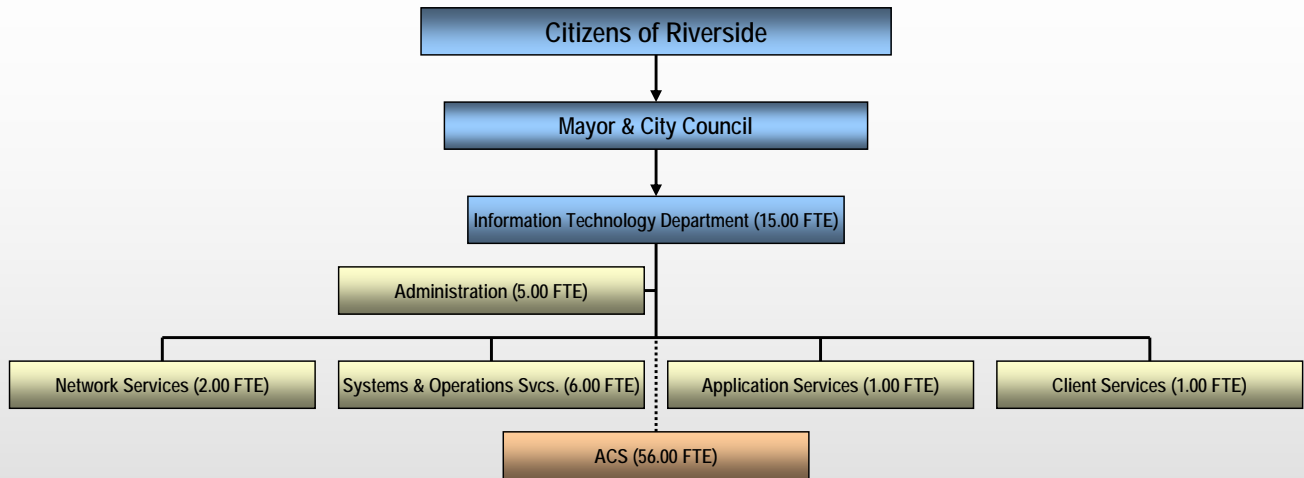 Citizens of Riverside
Mayor & City Council
Information Technology Department (15.00 FTE)
Administration (5.00 FTE)
Network Services (2.00 FTE)
Systems & Operations Svcs. (6.00 FTE)
Application Services (1.00 FTE)
Client Services (1.00 FTE)
ACS (56.00 FTE)